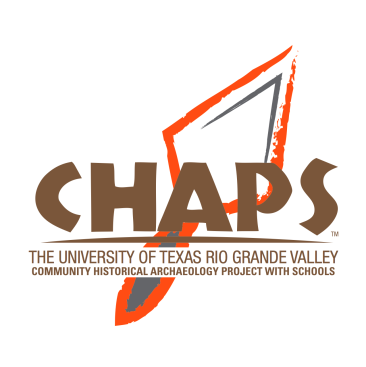 CHAPS
TM
THE UNIVERSITY OF TEXAS RIO GRANDE VALLEY
COMMUNITY HISTORICAL ARCHAEOLOGY PROJECT WITH SCHOOLS